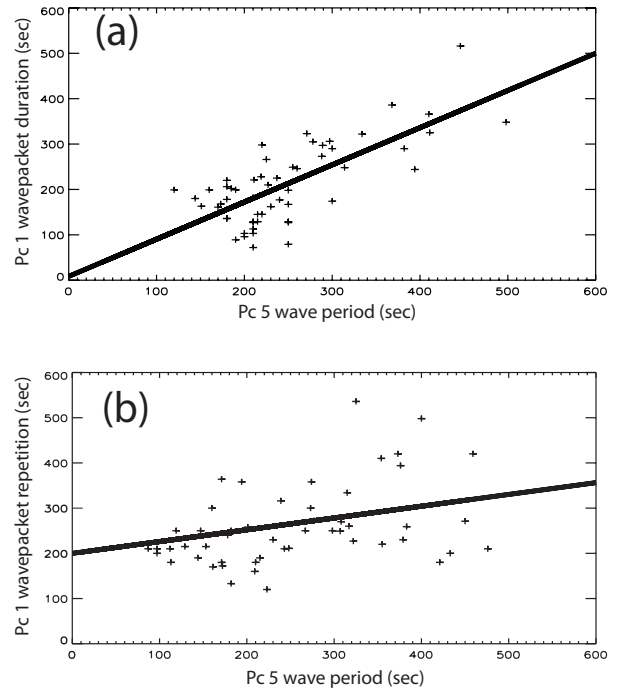 (a)
Pc 1 wavepacket duration (sec)
600
500
400
300
200
100
0
0 100 200 300 400 500 600
Pc 5 wave period (sec)
(b)
Pc 1 wavepacket repetition (sec)
600
500
400
300
200
100
0
0 100 200 300 400 500 600
Pc 5 wave period (sec)